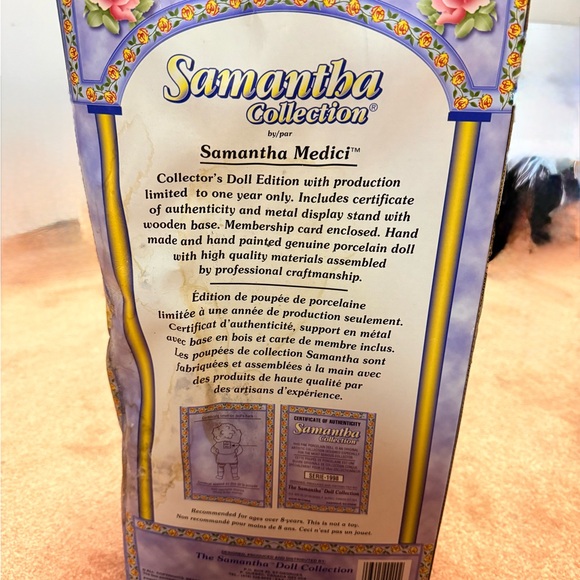 Samantha
Collection®
by/par
Samantha Medici™
Collector's Doll Edition with production
limited to one year only. Includes certificate
of authenticity and metal display stand with
wooden base. Membership card enclosed. Hand
made and hand painted genuine porcelain doll
with high quality materials assembled
by professional craftmanship.
Édition de poupée de porcelaine
limitée à une année de production seulement.
Certificat d'authenticité, support en métal
avec base en bois et carte de membre inclus.
Les poupées de collection Samantha sont
fabriquées et assemblées à la main avec
des produits de haute qualité par
des artisans d'expérience.
CERTIFICATE OF AUTHENTICITY
Samantha
Collection
SERIE-1998
The Samantha Doll Collection
Recommended for ages over 8-years. This is not a toy.
Non recommandé pour moins de 8 ans. Ceci n'est pas un jouet.
The Samantha Doll Collection